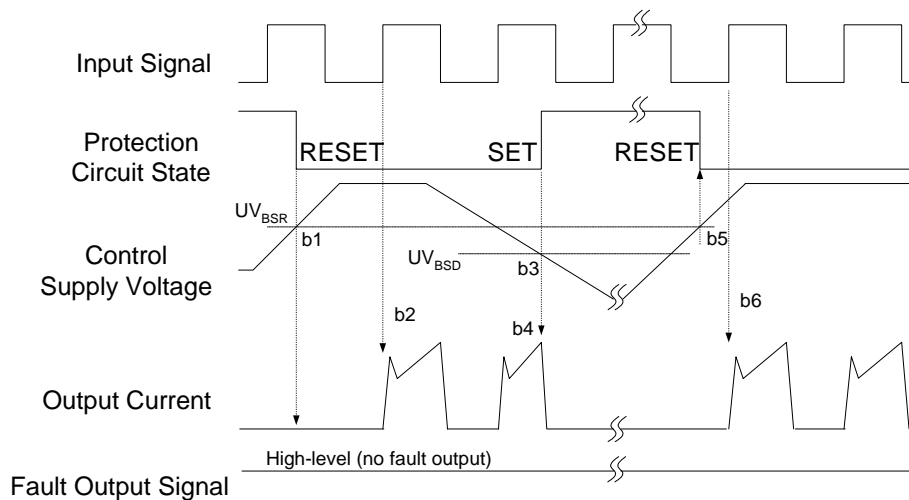 Input Signal
Protection
Circuit State
RESET
SET
RESET
UVBSR
b1
b5
Control
Supply Voltage
UVBSD
b3
b2
b4
b6
Output Current
High-level (no fault output)
Fault Output Signal